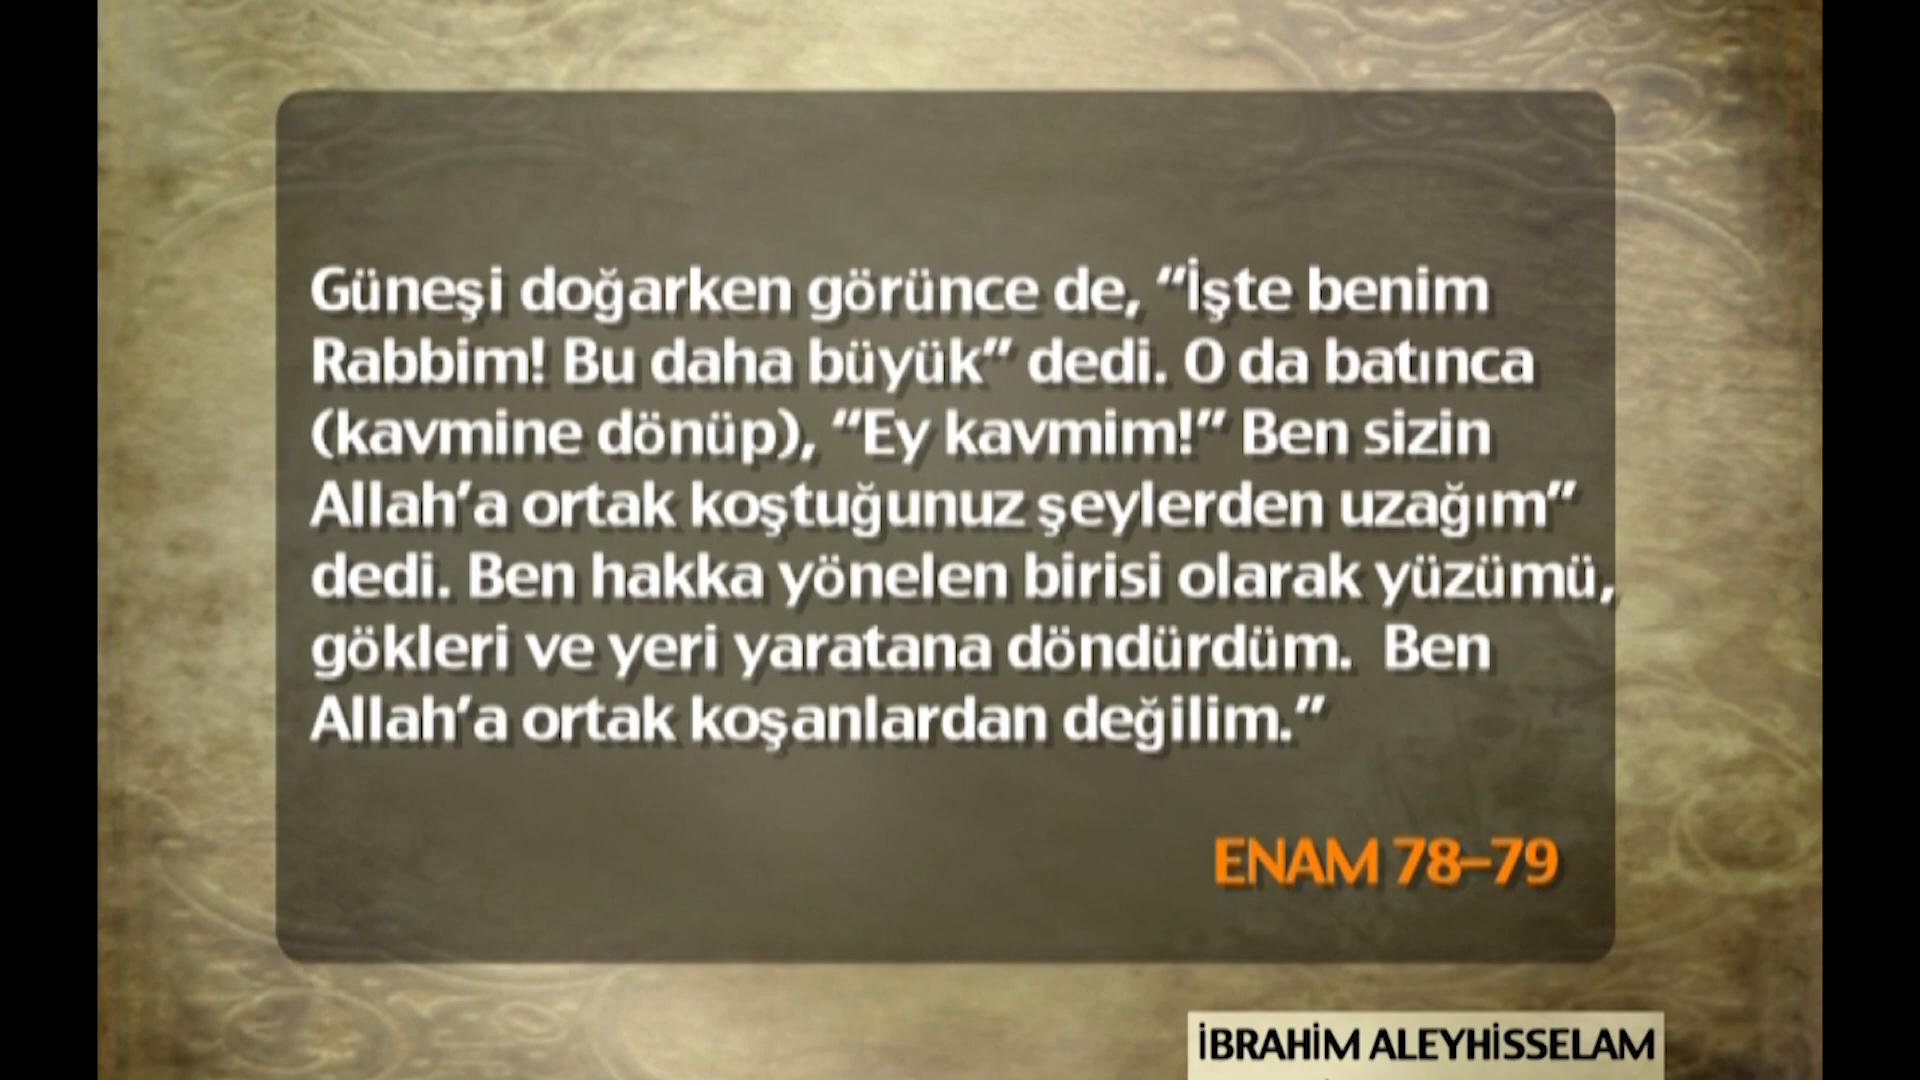 Güneşi doğarken görünce de, “İşte benim
Rabbim! Bu daha büyük” dedi. O da batınca
(kavmine dönüp), “Ey kavmim!” Ben sizin
Allah’a ortak koştuğunuz şeylerden uzağım”
dedi. Ben hakka yönelen birisi olarak yüzümü,
gökleri ve yeri yaratana döndürdüm.  Ben
Allah’a ortak koşanlardan değilim.”
ENAM 78–79
İBRAHİM ALEYHİSSELAM